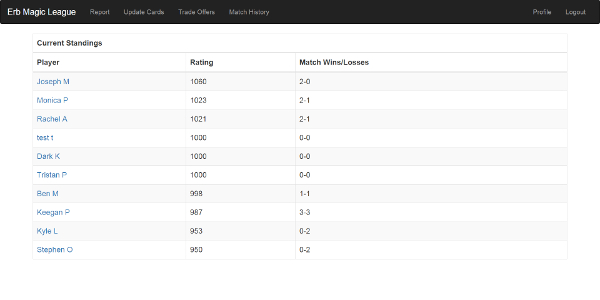 Erb Magic League Report Update Cards Trade Offers Match History Profile Logout
Current Standings
Player Rating Match Wins/Losses
Joseph M 1060 2-0
Monica P 1023 2-1
Rachel A 1021 2-1
test t 1000 0-0
Dark K 1000 0-0
Tristan P 1000 0-0
Ben M 998 1-1
Keegan P 987 3-3
Kyle L 953 0-2
Stephen O 950 0-2